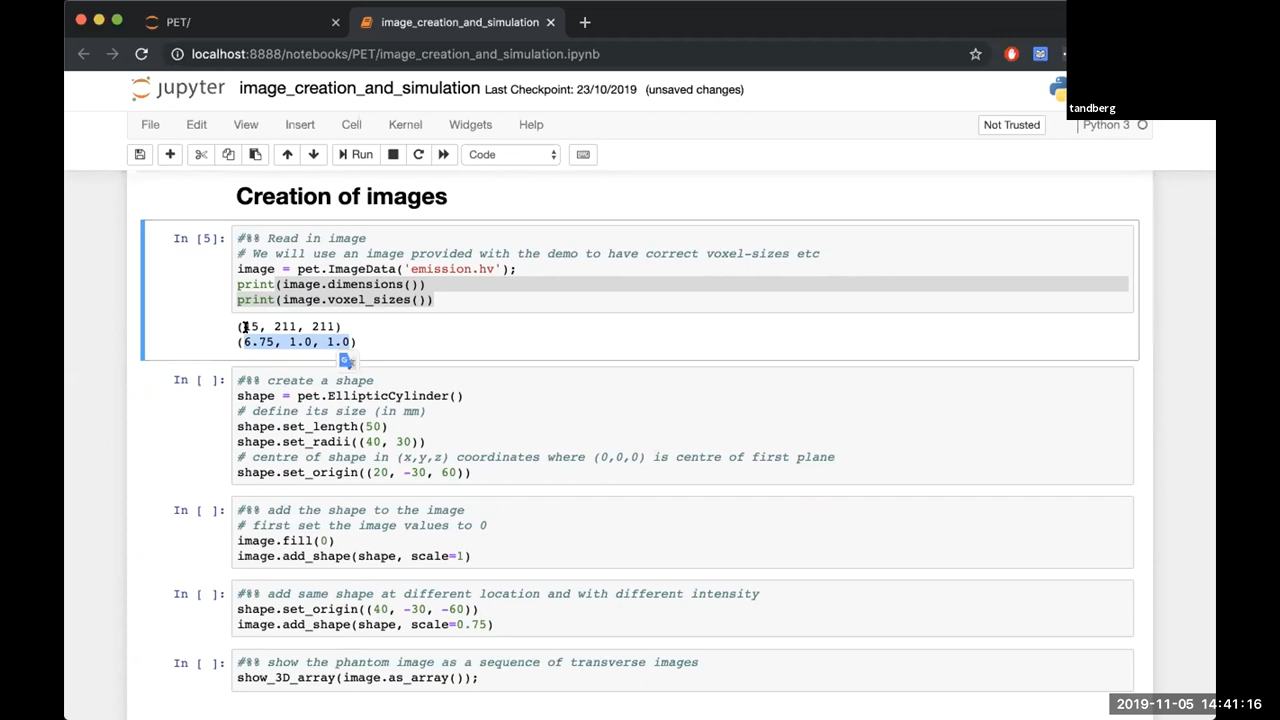 PET/
image_creation_and_simulation
localhost:8888/notebooks/PET/image_creation_and_simulation.ipynb
tandberg
jupyter image_creation_and_simulation Last Checkpoint: 23/10/2019 (unsaved changes)
File Edit View Insert Cell Kernel Widgets Help
Not Trusted
Python 3
Run
Code
Creation of images
In [5]:
#%% Read in image
# We will use an image provided with the demo to have correct voxel-sizes etc
image = pet.ImageData('emission.hv');
print(image.dimensions())
print(image.voxel_sizes())
(15, 211, 211)
(6.75, 1.0, 1.0)
In [ ]:
#%% create a shape
shape = pet.EllipticCylinder()
# define its size (in mm)
shape.set_length(50)
shape.set_radii((40, 30))
# centre of shape in (x,y,z) coordinates where (0,0,0) is centre of first plane
shape.set_origin((20, -30, 60))
In [ ]:
#%% add the shape to the image
# first set the image values to 0
image.fill(0)
image.add_shape(shape, scale=1)
In [ ]:
#%% add same shape at different location and with different intensity
shape.set_origin((40, -30, -60))
image.add_shape(shape, scale=0.75)
In [ ]:
#%% show the phantom image as a sequence of transverse images
show_3D_array(image.as_array());
2019-11-05 14:41:16